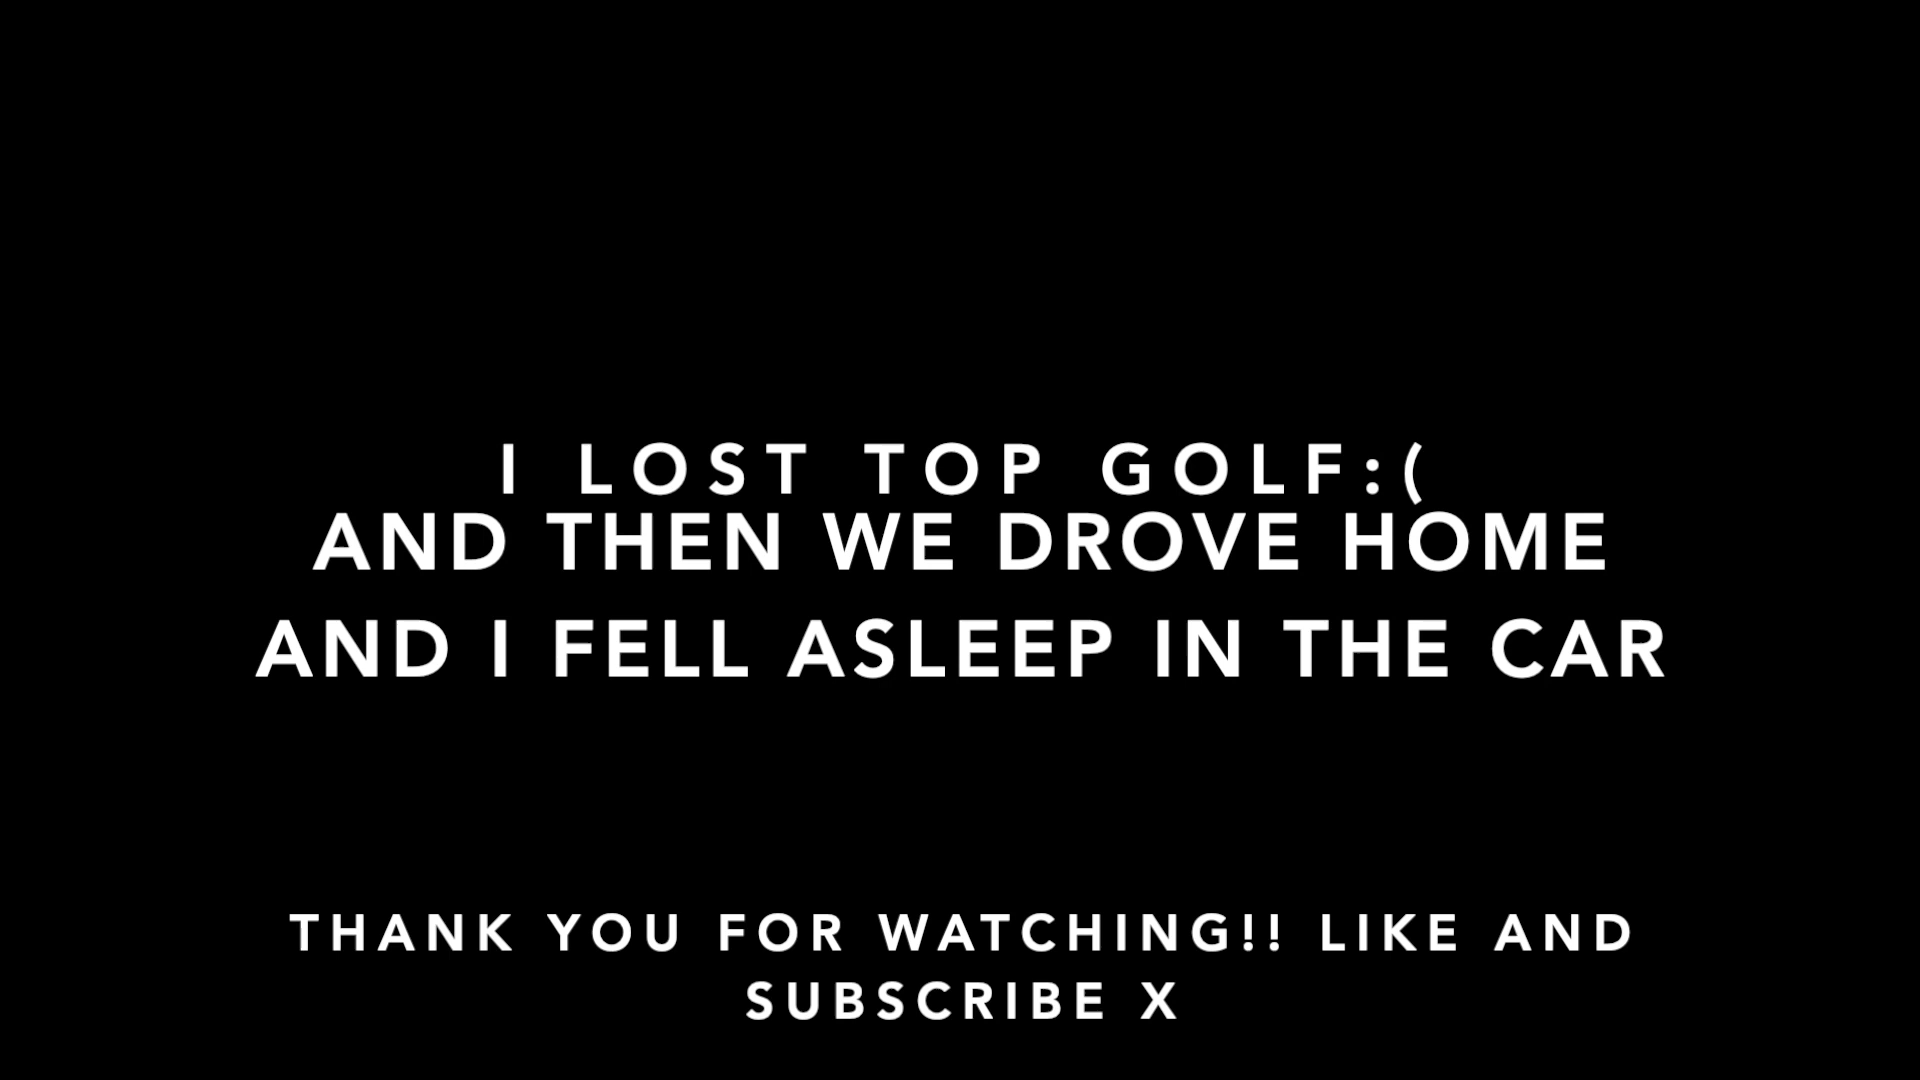 I LOST TOP GOLF:(
AND THEN WE DROVE HOME
AND I FELL ASLEEP IN THE CAR
THANK YOU FOR WATCHING!! LIKE AND
SUBSCRIBE X